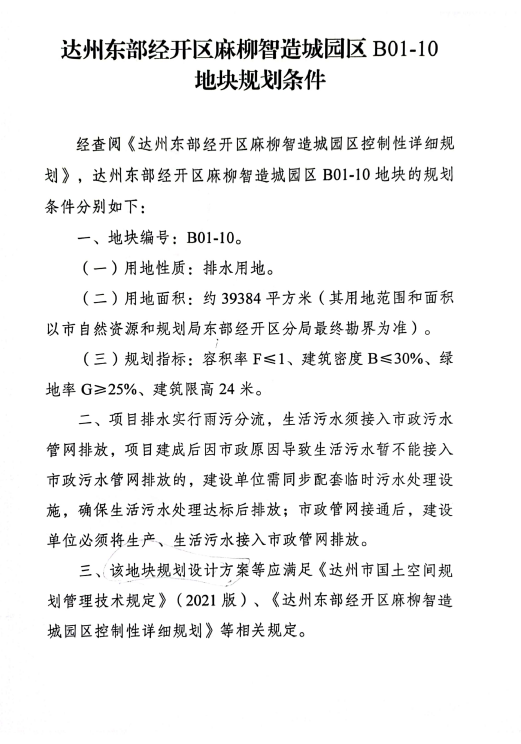 达州东部经开区麻柳智造城园区 B01-10
地块规划条件
经查阅《达州东部经开区麻柳智造城园区控制性详细规
划》，达州东部经开区麻柳智造城园区 B01-10 地块的规划
条件分别如下：
一、地块编号：B01-10。
（一）用地性质：排水用地。
（二）用地面积：约 39384 平方米（其用地范围和面积
以市自然资源和规划局东部经开区分局最终勘界为准）。
（三）规划指标：容积率 F≤1、建筑密度 B≤30%、绿
地率 G≥25%、建筑限高 24 米。
二、项目排水实行雨污分流，生活污水须接入市政污水
管网排放，项目建成后因市政原因导致生活污水暂不能接入
市政污水管网排放的，建设单位需同步配套临时污水处理设
施，确保生活污水处理达标后排放；市政管网接通后，建设
单位必须将生产、生活污水接入市政管网排放。
三、该地块规划设计方案等应满足《达州市国土空间规
划管理技术规定》（2021 版）、《达州东部经开区麻柳智造
城园区控制性详细规划》等相关规定。